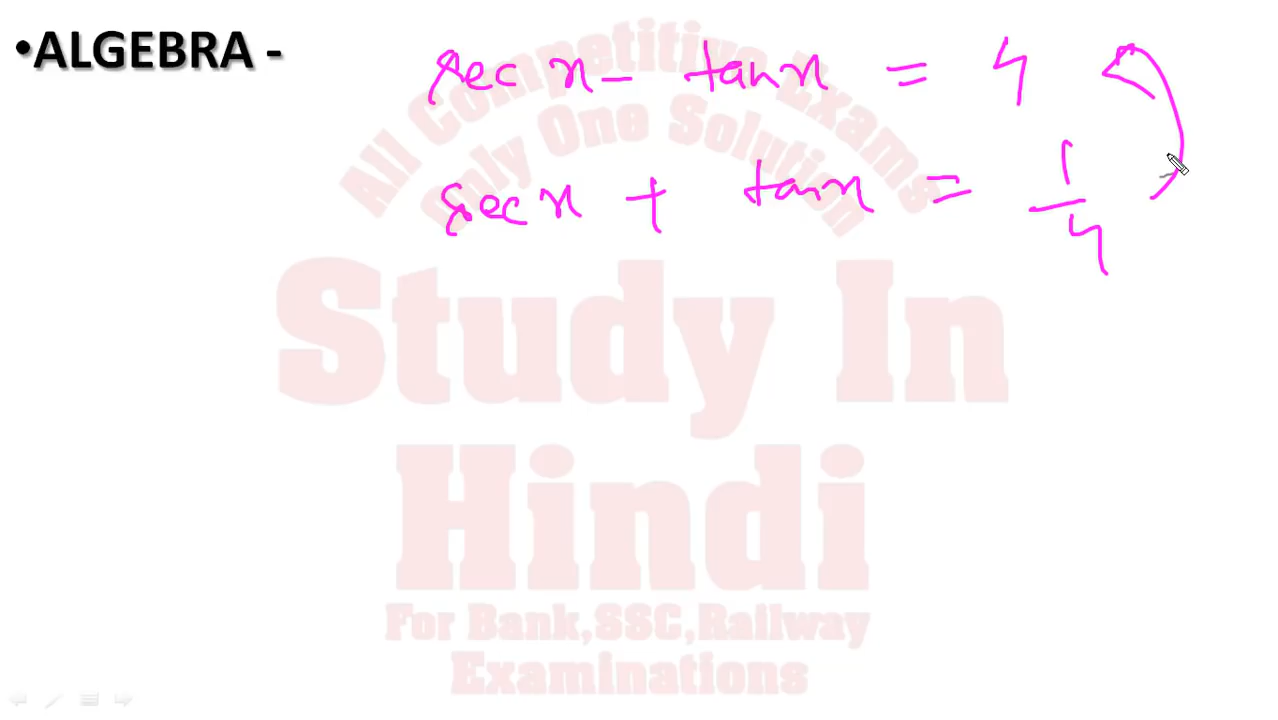 •ALGEBRA -
sec x - tan x = 4
sec x + tan x = 1/4
All Competitive Exams
Only One Solution
Study In
Hindi
For Bank,SSC,Railway
Examinations